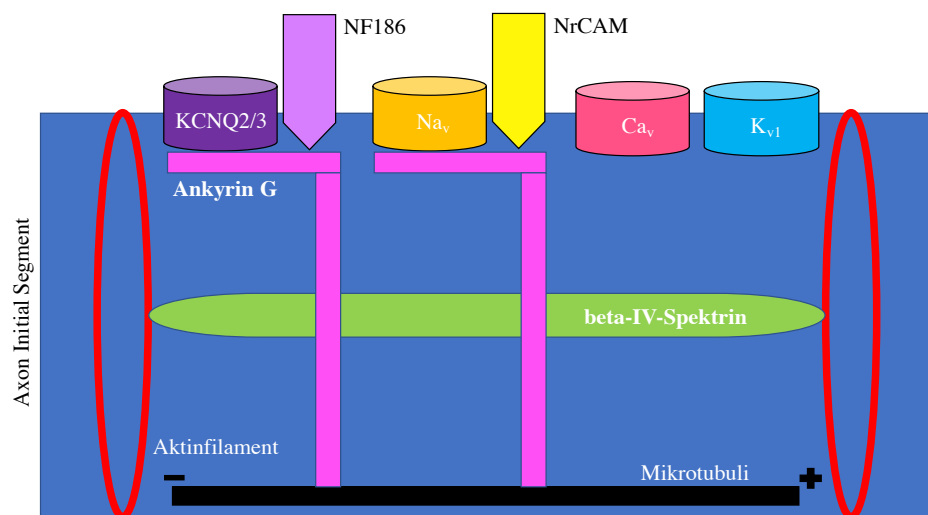 NF186
NrCAM
KCNQ2/3
Naᵥ
Caᵥ
Kᵥ₁
Ankyrin G
Axon Initial Segment
beta-IV-Spektrin
Aktinfilament
Mikrotubuli
- +